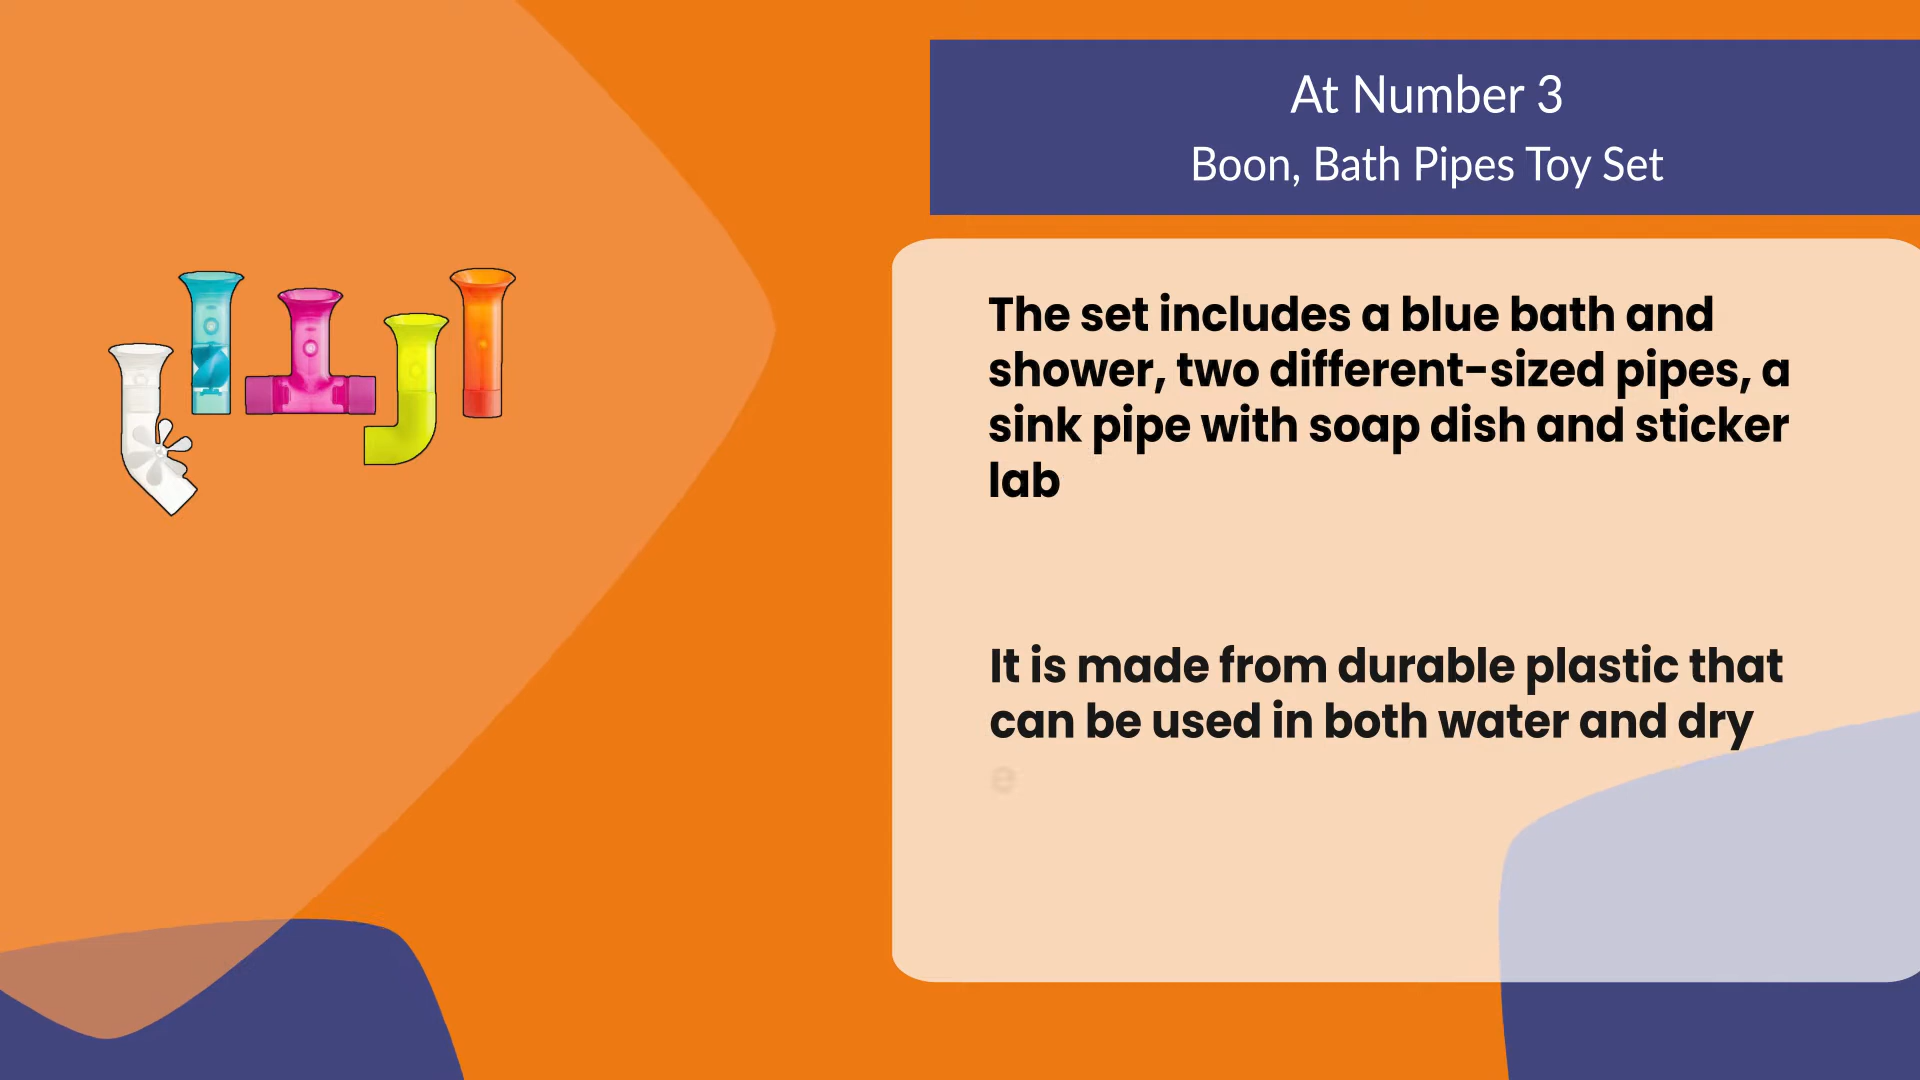 At Number 3
Boon, Bath Pipes Toy Set
The set includes a blue bath and
shower, two different-sized pipes, a
sink pipe with soap dish and sticker
lab
It is made from durable plastic that
can be used in both water and dry
e